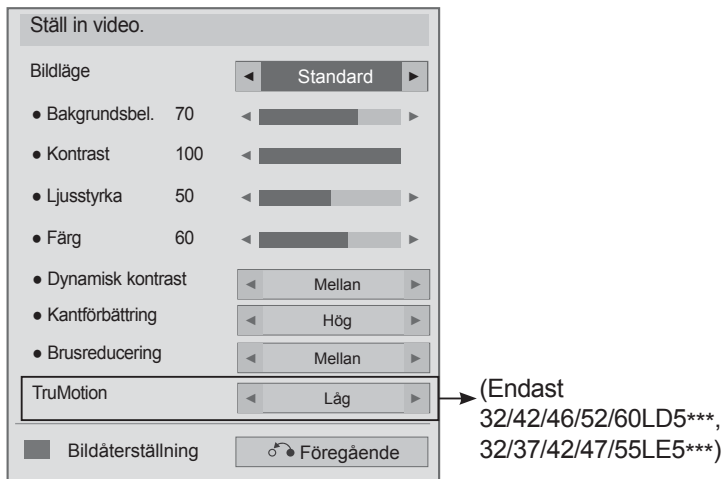 Ställ in video.
Bildläge ◄ Standard ►
● Bakgrundsbel. 70
● Kontrast 100
● Ljusstyrka 50
● Färg 60
● Dynamisk kontrast ◄ Mellan ►
● Kantförbättring ◄ Hög ►
● Brusreducering ◄ Mellan ►
TruMotion ◄ Låg ►
(Endast
32/42/46/52/60LD5***,
32/37/42/47/55LE5***)
Bildåterställning Föregående